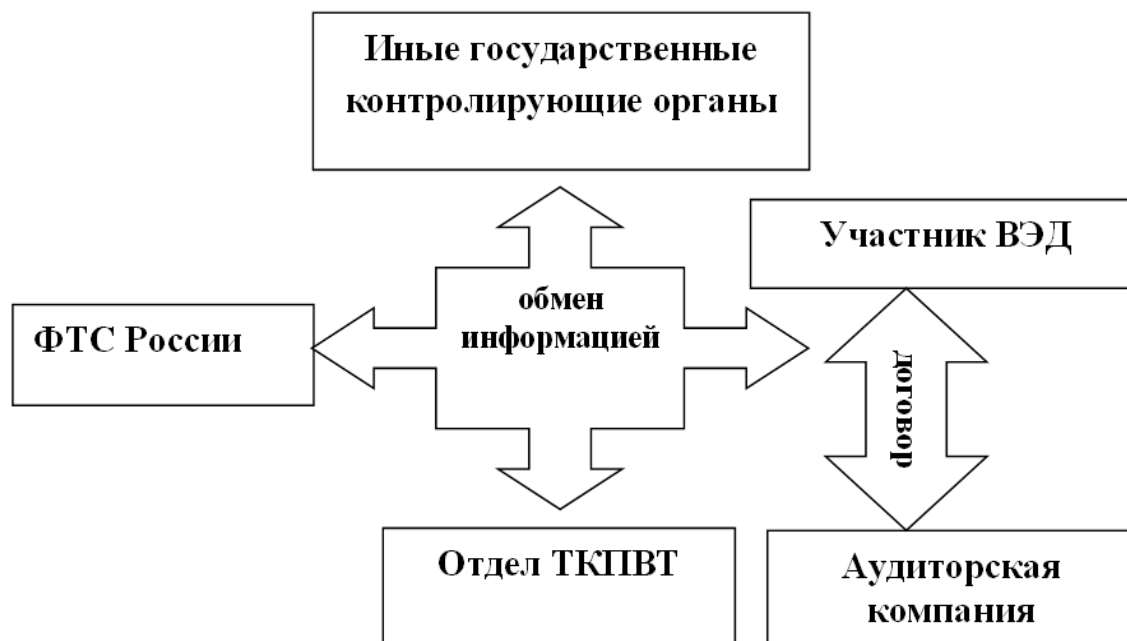 Иные государственные
контролирующие органы
Участник ВЭД
обмен
информацией
ФТС России
договор
Отдел ТКПВТ
Аудиторская
компания